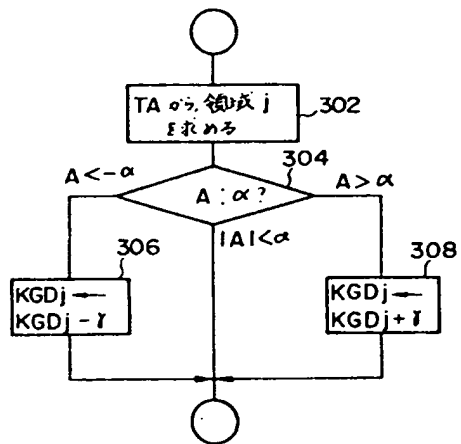 TAから、領域j
を求める
302
304
A<-α
A>α
A:α?
|A|<α
306
308
KGDj←
KGDj-γ
KGDj←
KGDj+γ